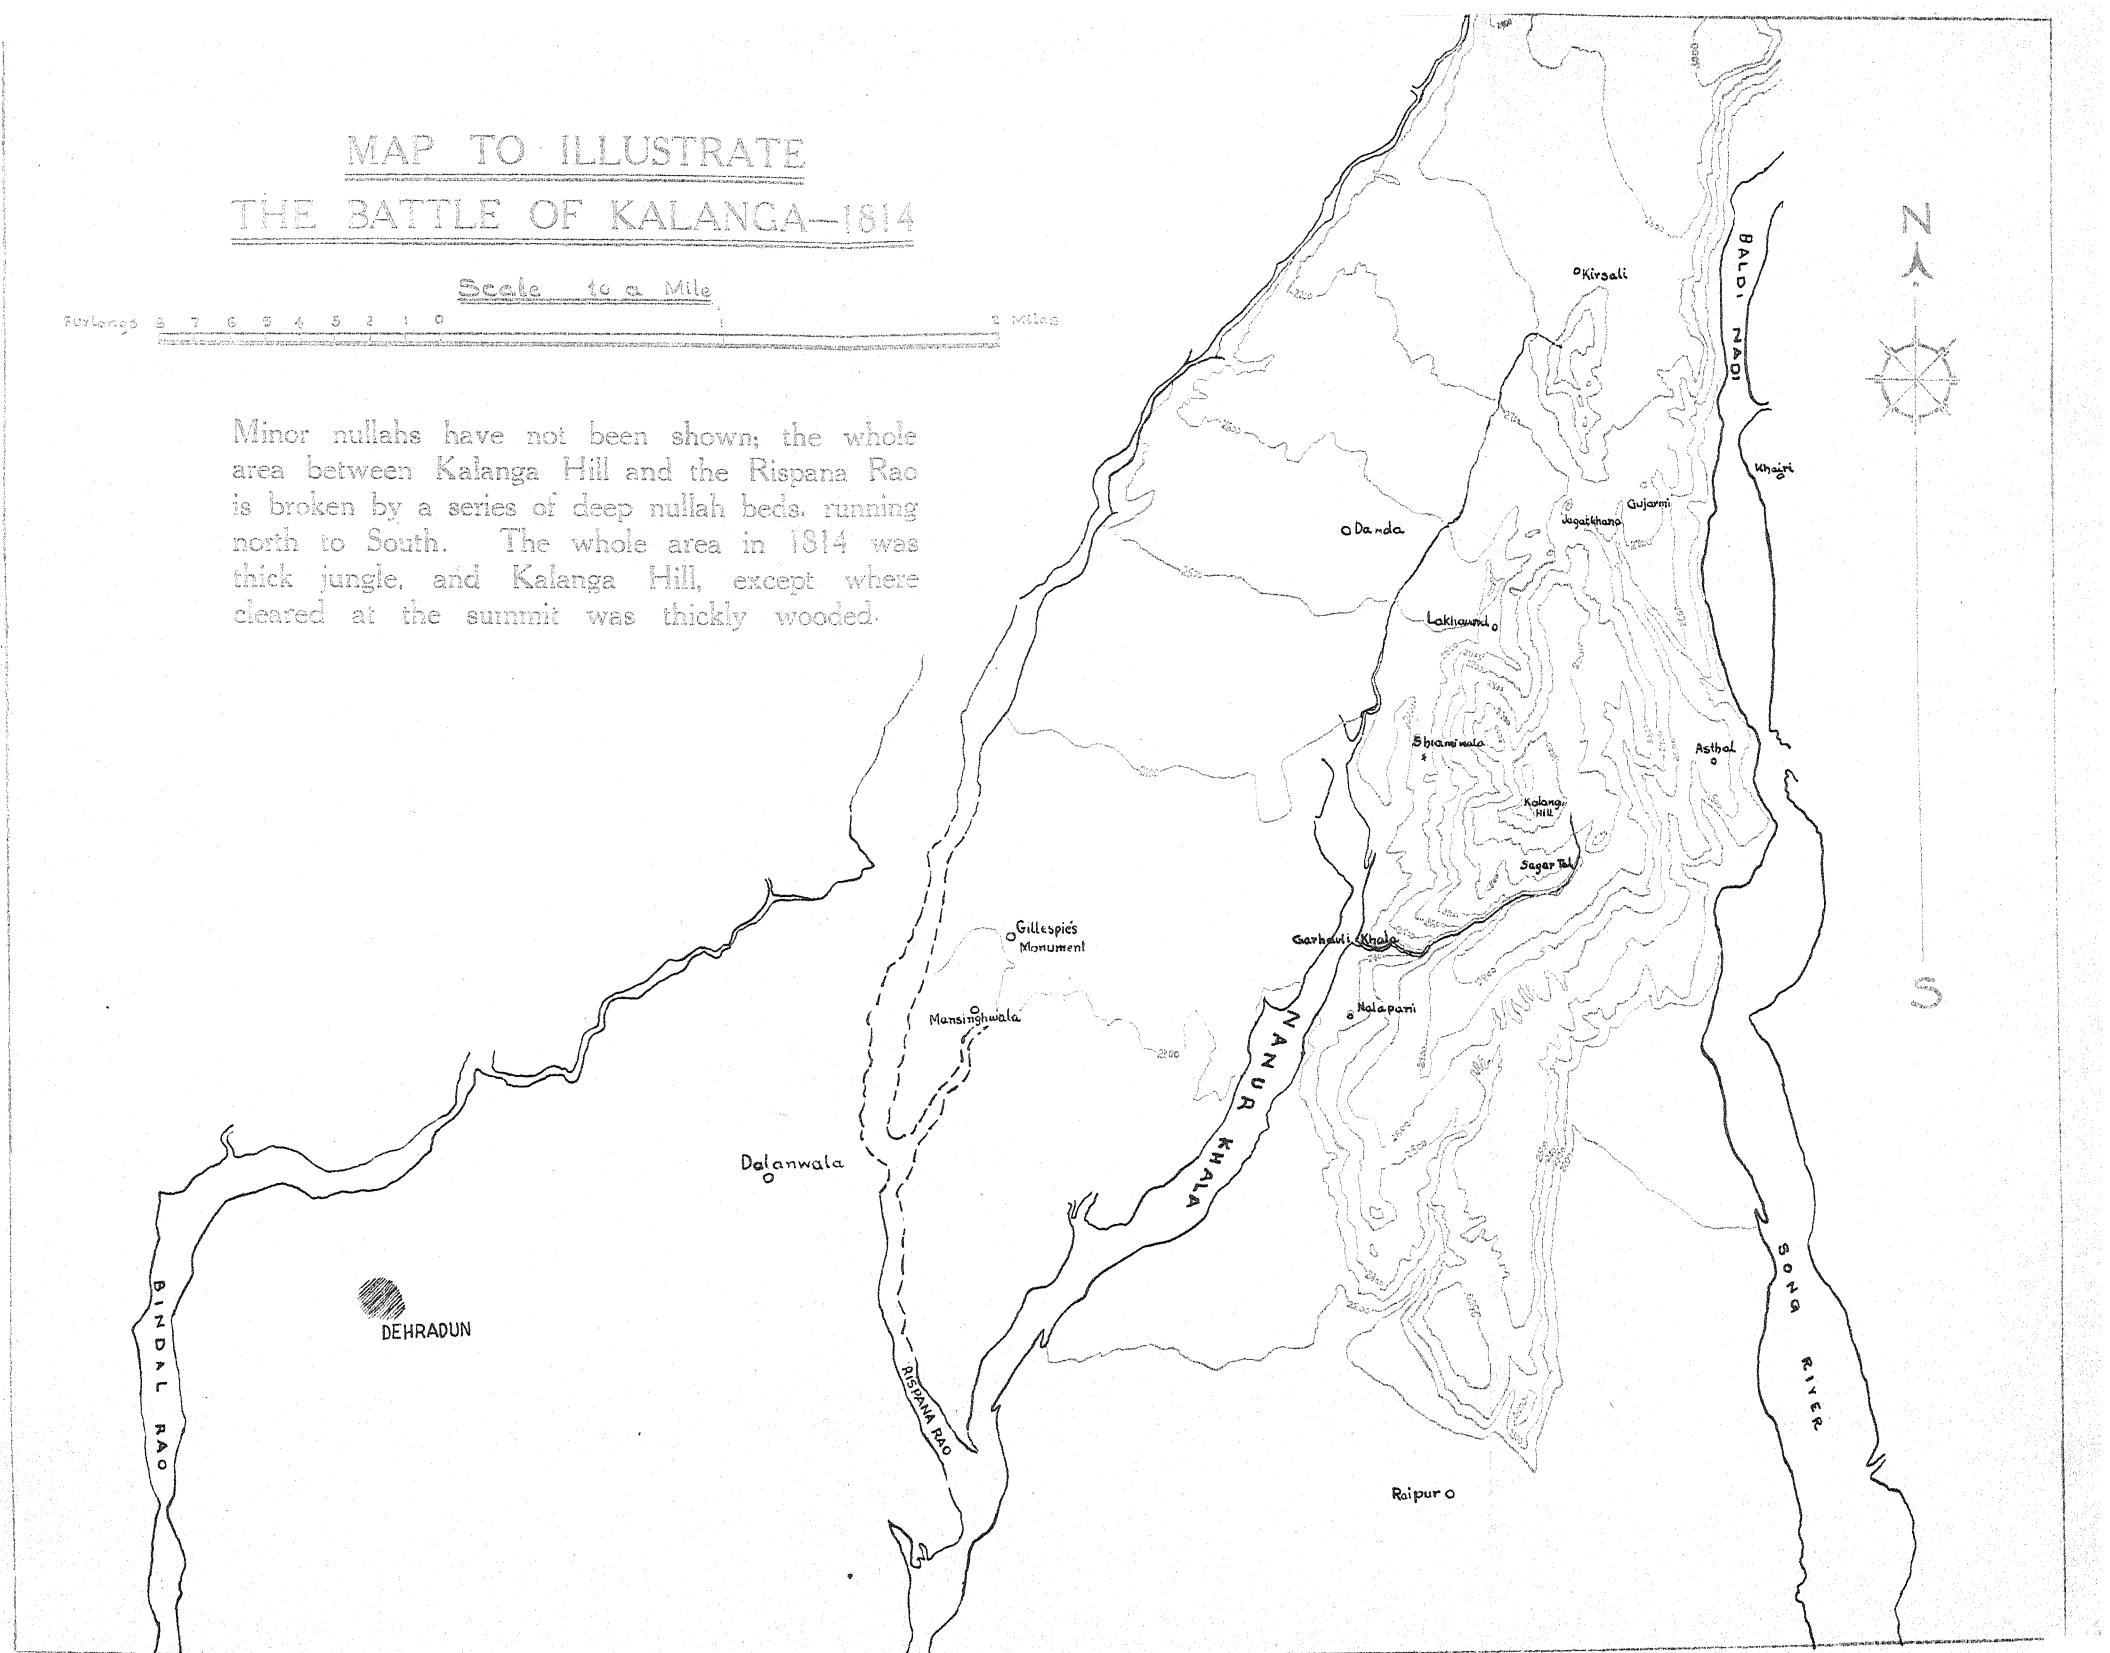 MAP TO ILLUSTRATE
THE BATTLE OF KALANGA—1814
Scale to a Mile
Furlongs 8 7 6 5 4 3 2 1 0 1 2 Miles
Minor nullahs have not been shown; the whole
area between Kalanga Hill and the Rispana Rao
is broken by a series of deep nullah beds, running
north to South. The whole area in 1814 was
thick jungle, and Kalanga Hill, except where
cleared at the summit was thickly wooded.
N
BALDI NADI
Kirsali
Khairi
Gujarmi
Jagatkhana
Danda
Lakhaund
Shiamiwala
Asthal
Kalanga
Hill
Sagar Tal
Gillespie's
Monument
Garhauli Khala
Nalapani
Mansinghwala
S
NANUR KHALA
Dalanwala
DEHRADUN
BINDAL RAO
RISPANA RAO
SONG RIVER
Raipur